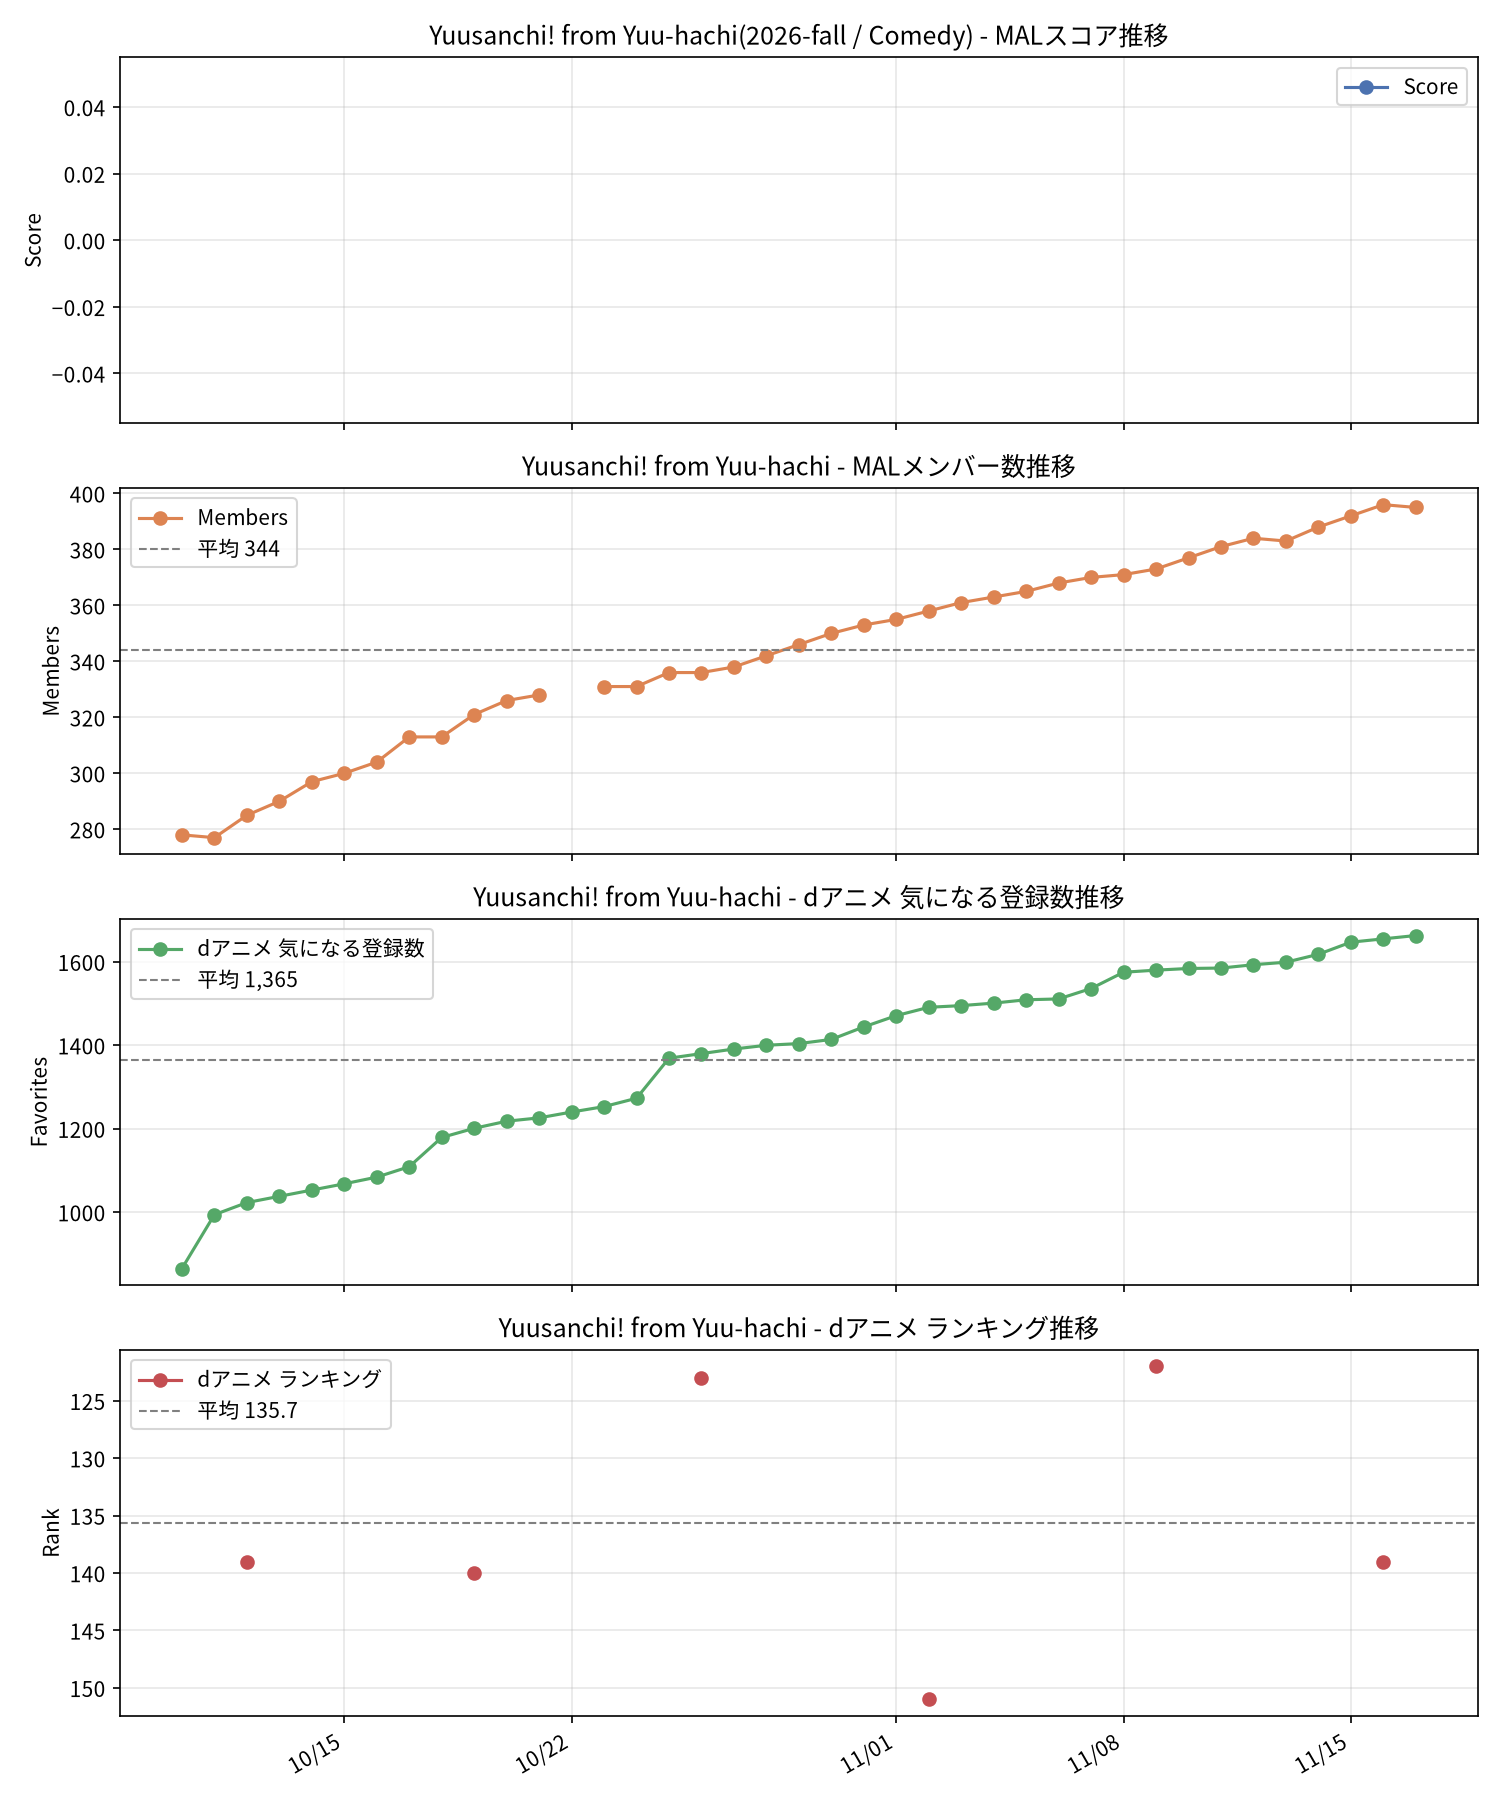 Yuusanchi! from Yuu-hachi(2026-fall / Comedy) - MALスコア推移
Score
0.04
0.02
0.00
−0.02
−0.04
Score
Yuusanchi! from Yuu-hachi - MALメンバー数推移
Members
平均 344
400
380
360
340
320
300
280
Members
Yuusanchi! from Yuu-hachi - dアニメ 気になる登録数推移
dアニメ 気になる登録数
平均 1,365
1600
1400
1200
1000
Favorites
Yuusanchi! from Yuu-hachi - dアニメ ランキング推移
dアニメ ランキング
平均 135.7
125
130
135
140
145
150
Rank
10/15
10/22
11/01
11/08
11/15